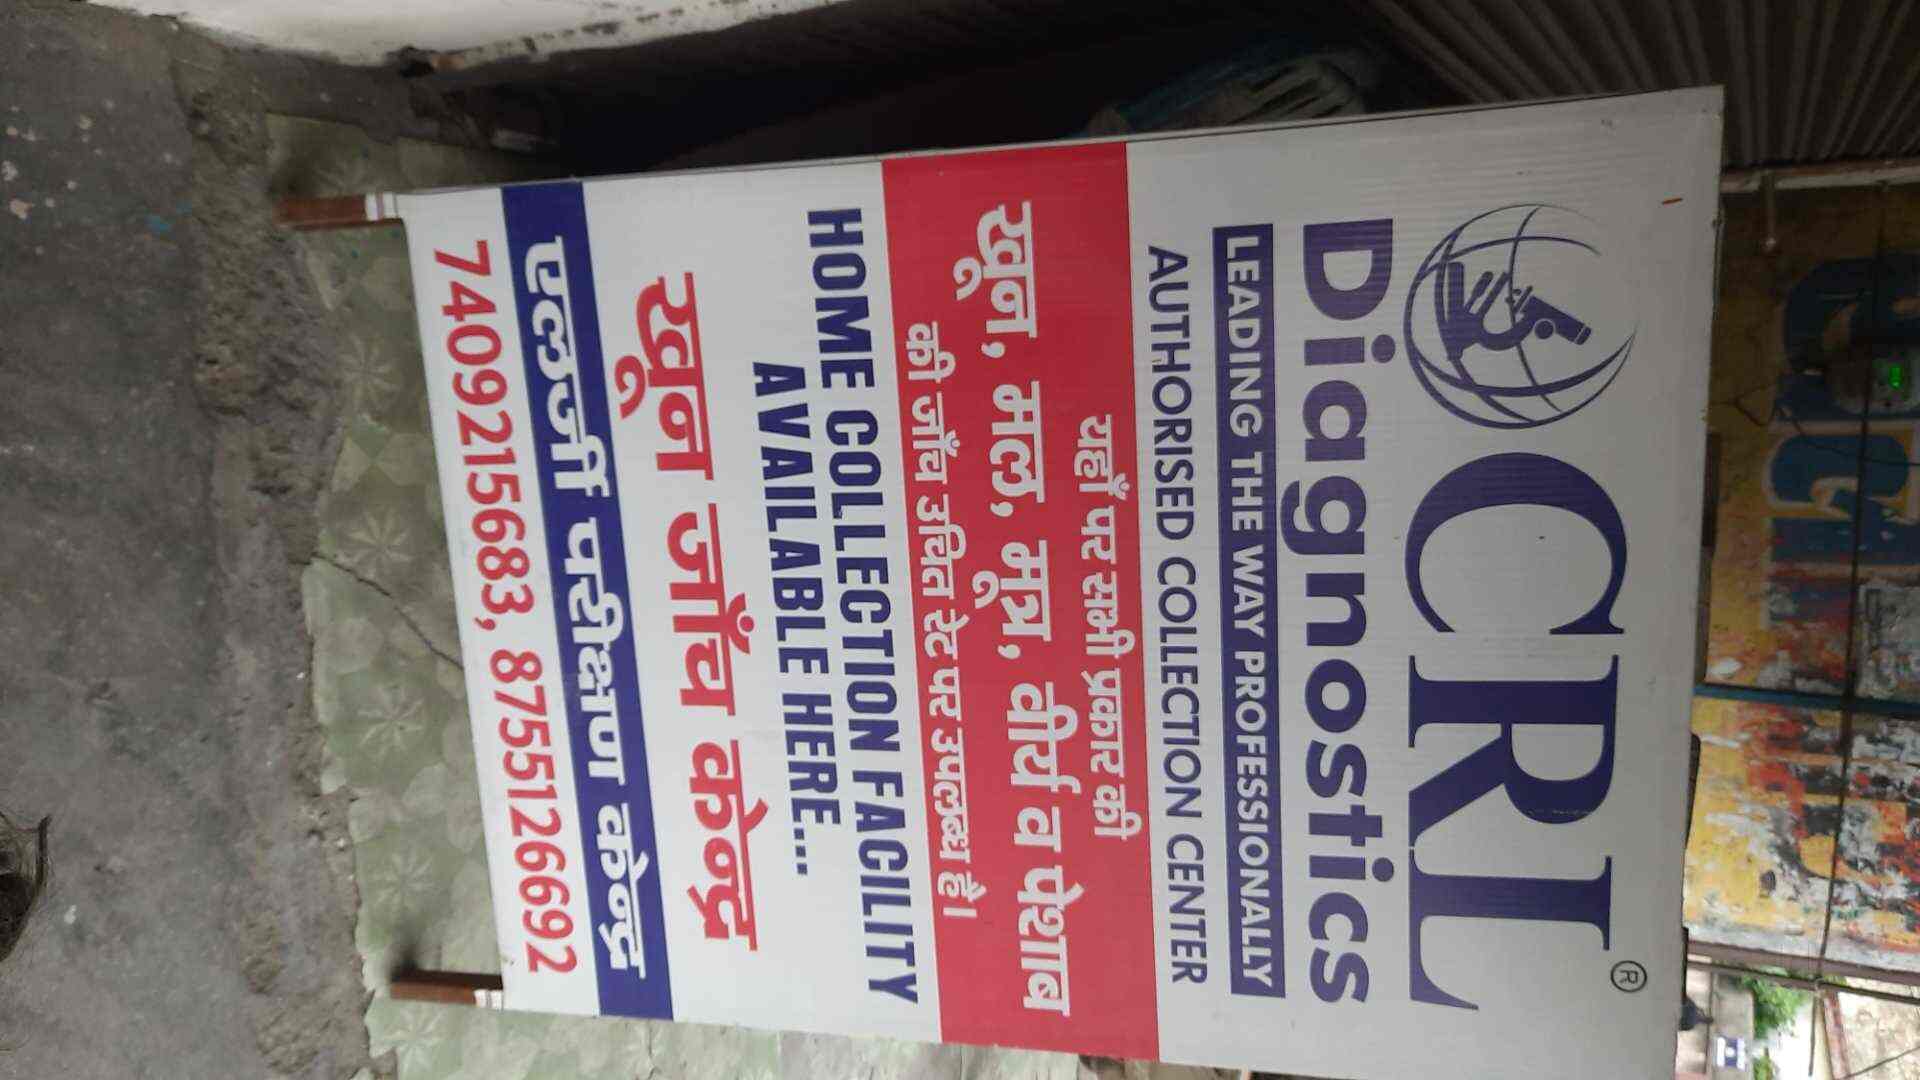 CRL®
Diagnostics
LEADING THE WAY PROFESSIONALLY
AUTHORISED COLLECTION CENTER
यहाँ पर सभी प्रकार की
खून, मल, मूत्र, वीर्य व पेशाब
की जाँच उचित रेट पर उपलब्ध है।
HOME COLLECTION FACILITY
AVAILABLE HERE...
खून जाँच केन्द्र
एलर्जी परीक्षण केन्द्र
7409215683, 8755126692